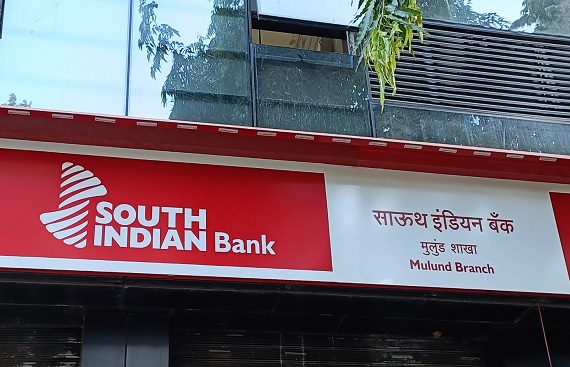 SOUTH
INDIAN Bank
साऊथ इंडियन बँक
मुलुंड शाखा
Mulund Branch